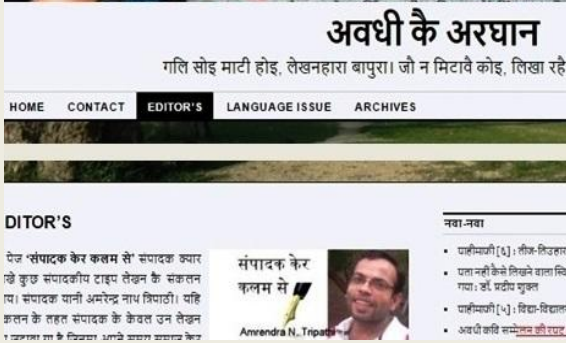 अवधी कै अरघान
गलि सोइ माटी होइ, लेखनहारा बापुरा। जौ न मिटावै कोइ, लिखा रहै
HOME CONTACT EDITOR'S LANGUAGE ISSUE ARCHIVES
DITOR'S
पेज ‘संपादक केर कलम से’ संपादक क्यार
खे कुछ संपादकीय टाइप लेखन कै संकलन
य। संपादक यानी अमरेन्द्र नाथ त्रिपाठी। यहि
कलन के तहत संपादक के केवल उन लेखन
संपादक केर
कलम से
Amrendra N. Tripathi
नवा-नवा
पाहीमाफी [६] : तीज-तिउहार
पता नहीं कैसे लिखने वाला
गया : डॉ. प्रदीप शुक्ल
पाहीमाफी [५] : विद्या-विद्यालय
अवधी कवि सम्मेलन की रपट